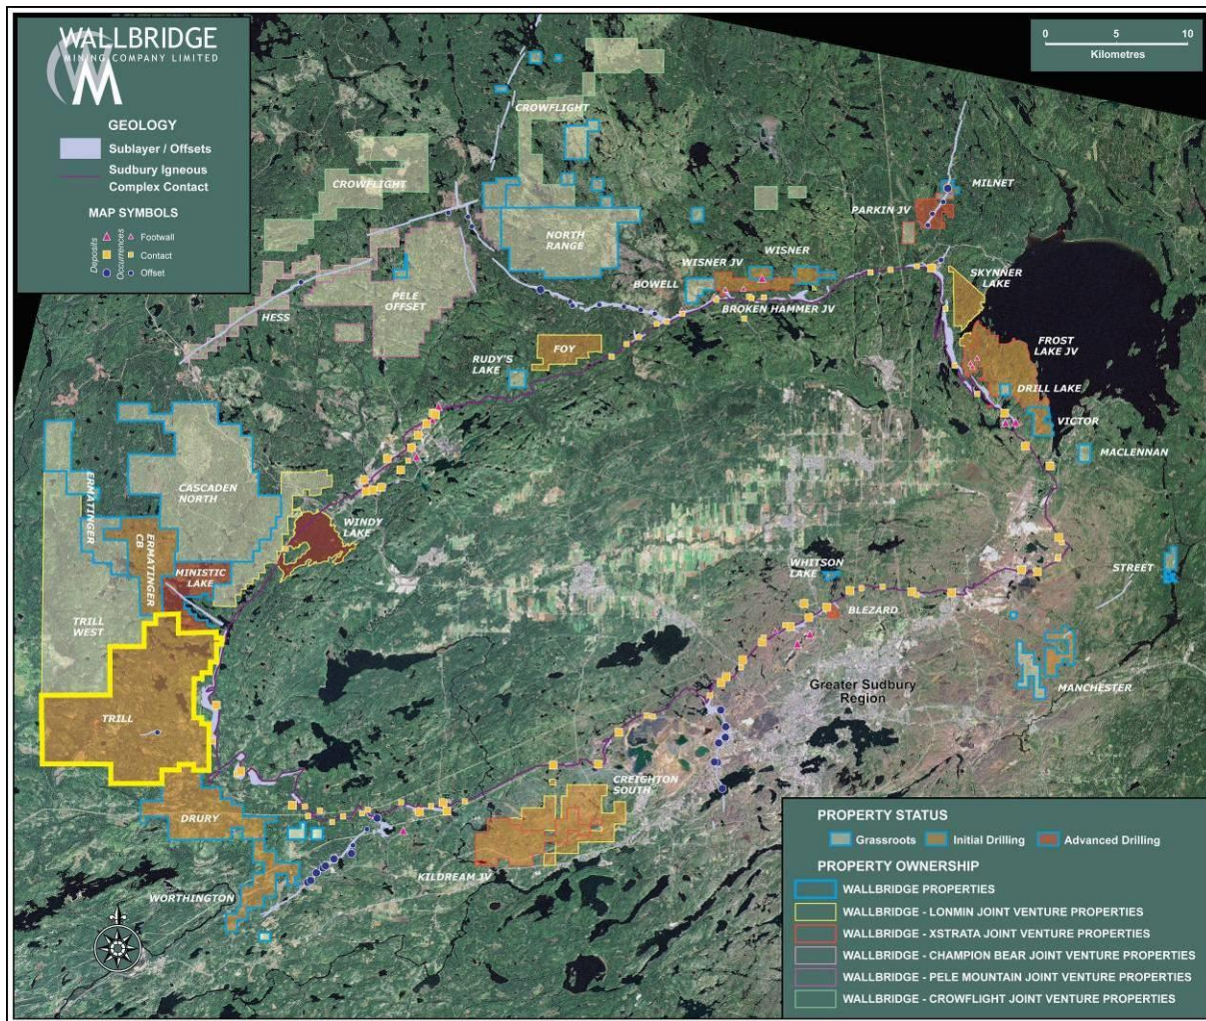 WALLBRIDGE
MINING COMPANY LIMITED
GEOLOGY
Sublayer / Offsets
Sudbury Igneous
Complex Contact
MAP SYMBOLS
Deposits
Occurrences
Footwall
Contact
Offset
0 5 10
Kilometres
CROWFLIGHT
CROWFLIGHT
MILNET
PARKIN JV
NORTH
RANGE
WISNER
WISNER JV
BOWELL
SKYNNER
LAKE
PELE
OFFSET
HESS
BROKEN HAMMER JV
FROST
LAKE JV
FOY
RUDY'S
LAKE
DRILL LAKE
VICTOR
MACLENNAN
ERMATINGER
CASCADEN
NORTH
WINDY
LAKE
ERMATINGER
CB
MINISTIC
LAKE
WHITSON
LAKE
STREET
BLEZARD
TRILL
WEST
MANCHESTER
Greater Sudbury
Region
TRILL
CREIGHTON
SOUTH
DRURY
KILDREAM JV
WORTHINGTON
PROPERTY STATUS
Grassroots Initial Drilling Advanced Drilling
PROPERTY OWNERSHIP
WALLBRIDGE PROPERTIES
WALLBRIDGE - LONMIN JOINT VENTURE PROPERTIES
WALLBRIDGE - XSTRATA JOINT VENTURE PROPERTIES
WALLBRIDGE - CHAMPION BEAR JOINT VENTURE PROPERTIES
WALLBRIDGE - PELE MOUNTAIN JOINT VENTURE PROPERTIES
WALLBRIDGE - CROWFLIGHT JOINT VENTURE PROPERTIES